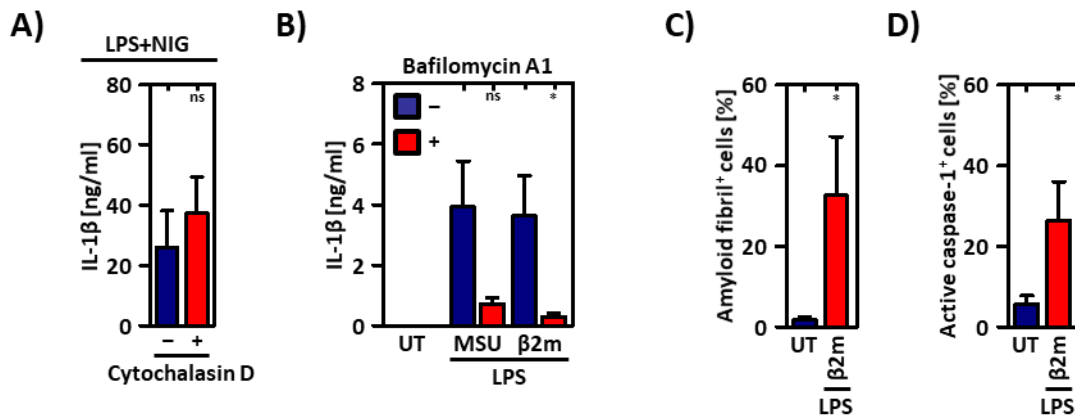 A)
LPS+NIG
80
60
40
20
0
IL-1β [ng/ml]
ns
– +
Cytochalasin D
B)
Bafilomycin A1
8
6
4
2
0
IL-1β [ng/ml]
–
+
ns
*
UT MSU β2m
LPS
C)
60
40
20
0
Amyloid fibril+ cells [%]
*
UT β2m
LPS
D)
60
40
20
0
Active caspase-1+ cells [%]
*
UT β2m
LPS